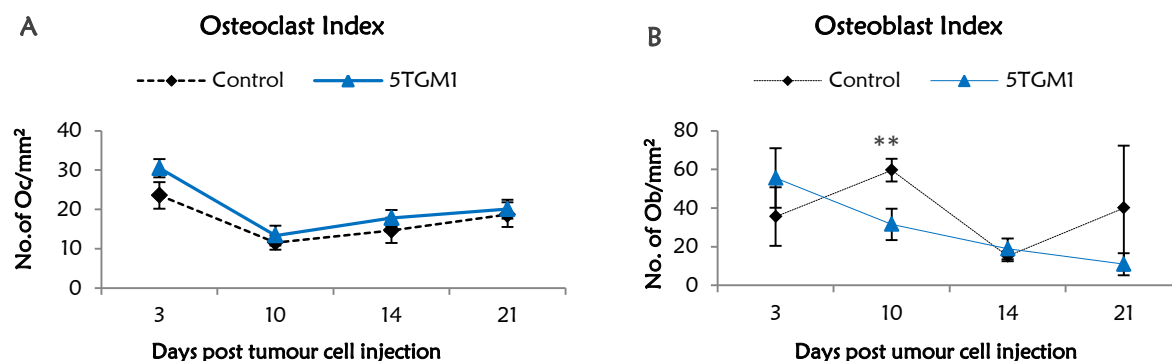 A
Osteoclast Index
Control
5TGM1
No.of Oc/mm²
40
30
20
10
0
3
10
14
21
Days post tumour cell injection
B
Osteoblast Index
Control
5TGM1
No. of Ob/mm²
80
60
40
20
0
**
3
10
14
21
Days post umour cell injection